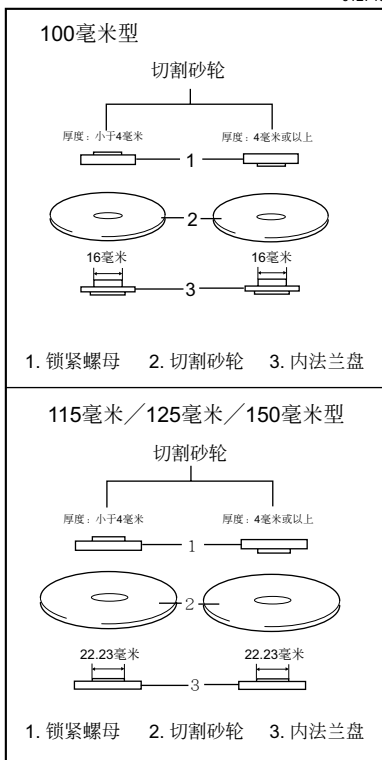 100毫米型
切割砂轮
厚度：小于4毫米 厚度：4毫米或以上
1
2
16毫米 16毫米
3
1. 锁紧螺母 2. 切割砂轮 3. 内法兰盘
115毫米／125毫米／150毫米型
切割砂轮
厚度：小于4毫米 厚度：4毫米或以上
1
2
22.23毫米 22.23毫米
3
1. 锁紧螺母 2. 切割砂轮 3. 内法兰盘